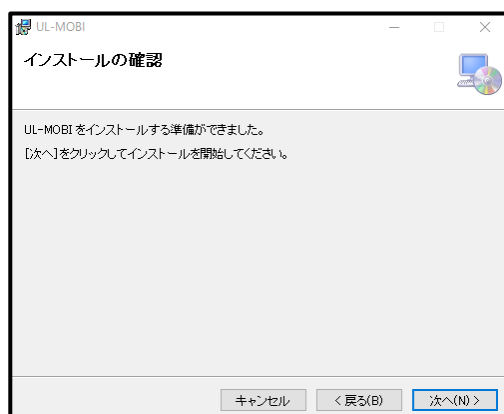 UL-MOBI
インストールの確認
UL-MOBI をインストールする準備ができました。
[次へ]をクリックしてインストールを開始してください。
キャンセル
< 戻る(B)
次へ(N) >